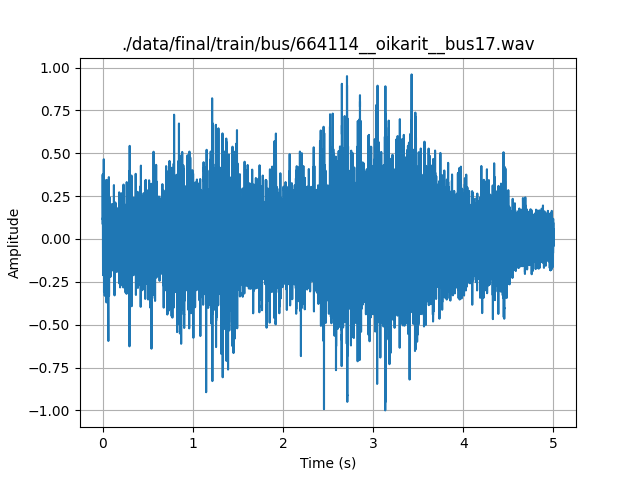 ./data/final/train/bus/664114__oikarit__bus17.wav
1.00
0.75
0.50
0.25
0.00
−0.25
−0.50
−0.75
−1.00
Amplitude
0 1 2 3 4 5
Time (s)